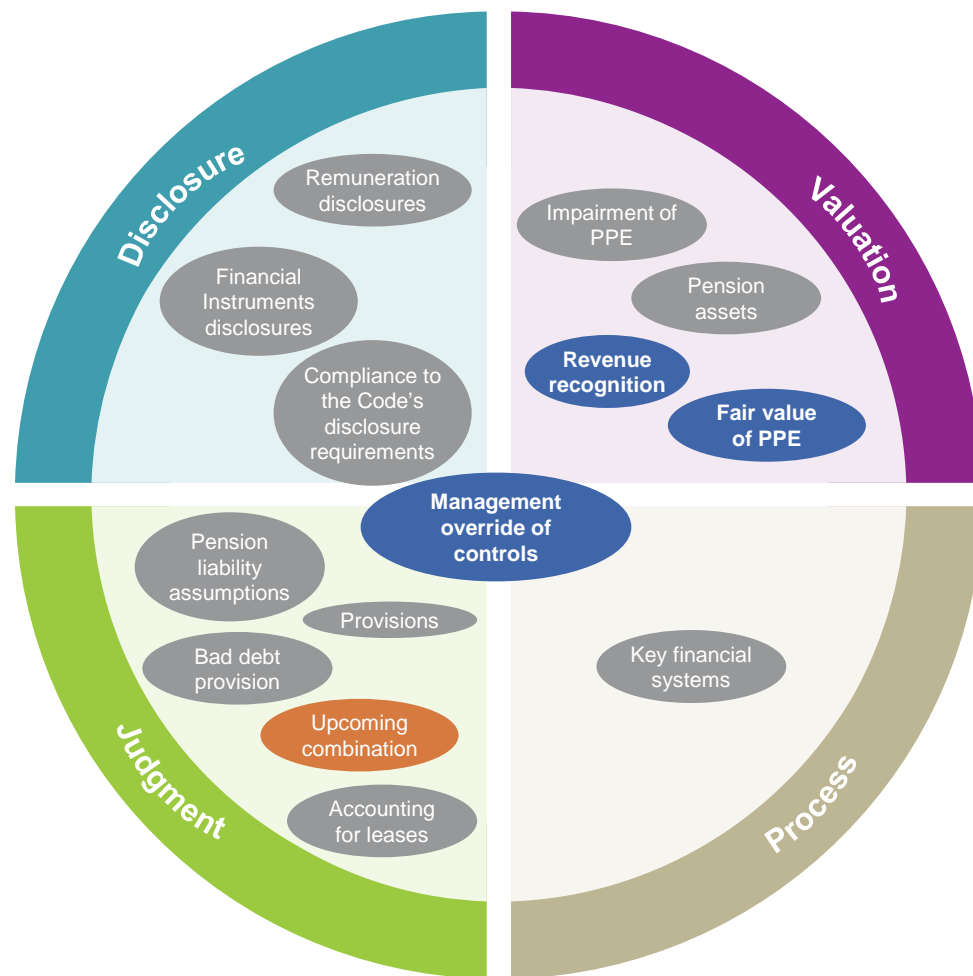 Disclosure
Remuneration
disclosures
Financial
Instruments
disclosures
Compliance to
the Code's
disclosure
requirements
Valuation
Impairment of
PPE
Pension
assets
Revenue
recognition
Fair value
of PPE
Management
override of
controls
Judgment
Pension
liability
assumptions
Provisions
Bad debt
provision
Upcoming
combination
Accounting
for leases
Process
Key financial
systems